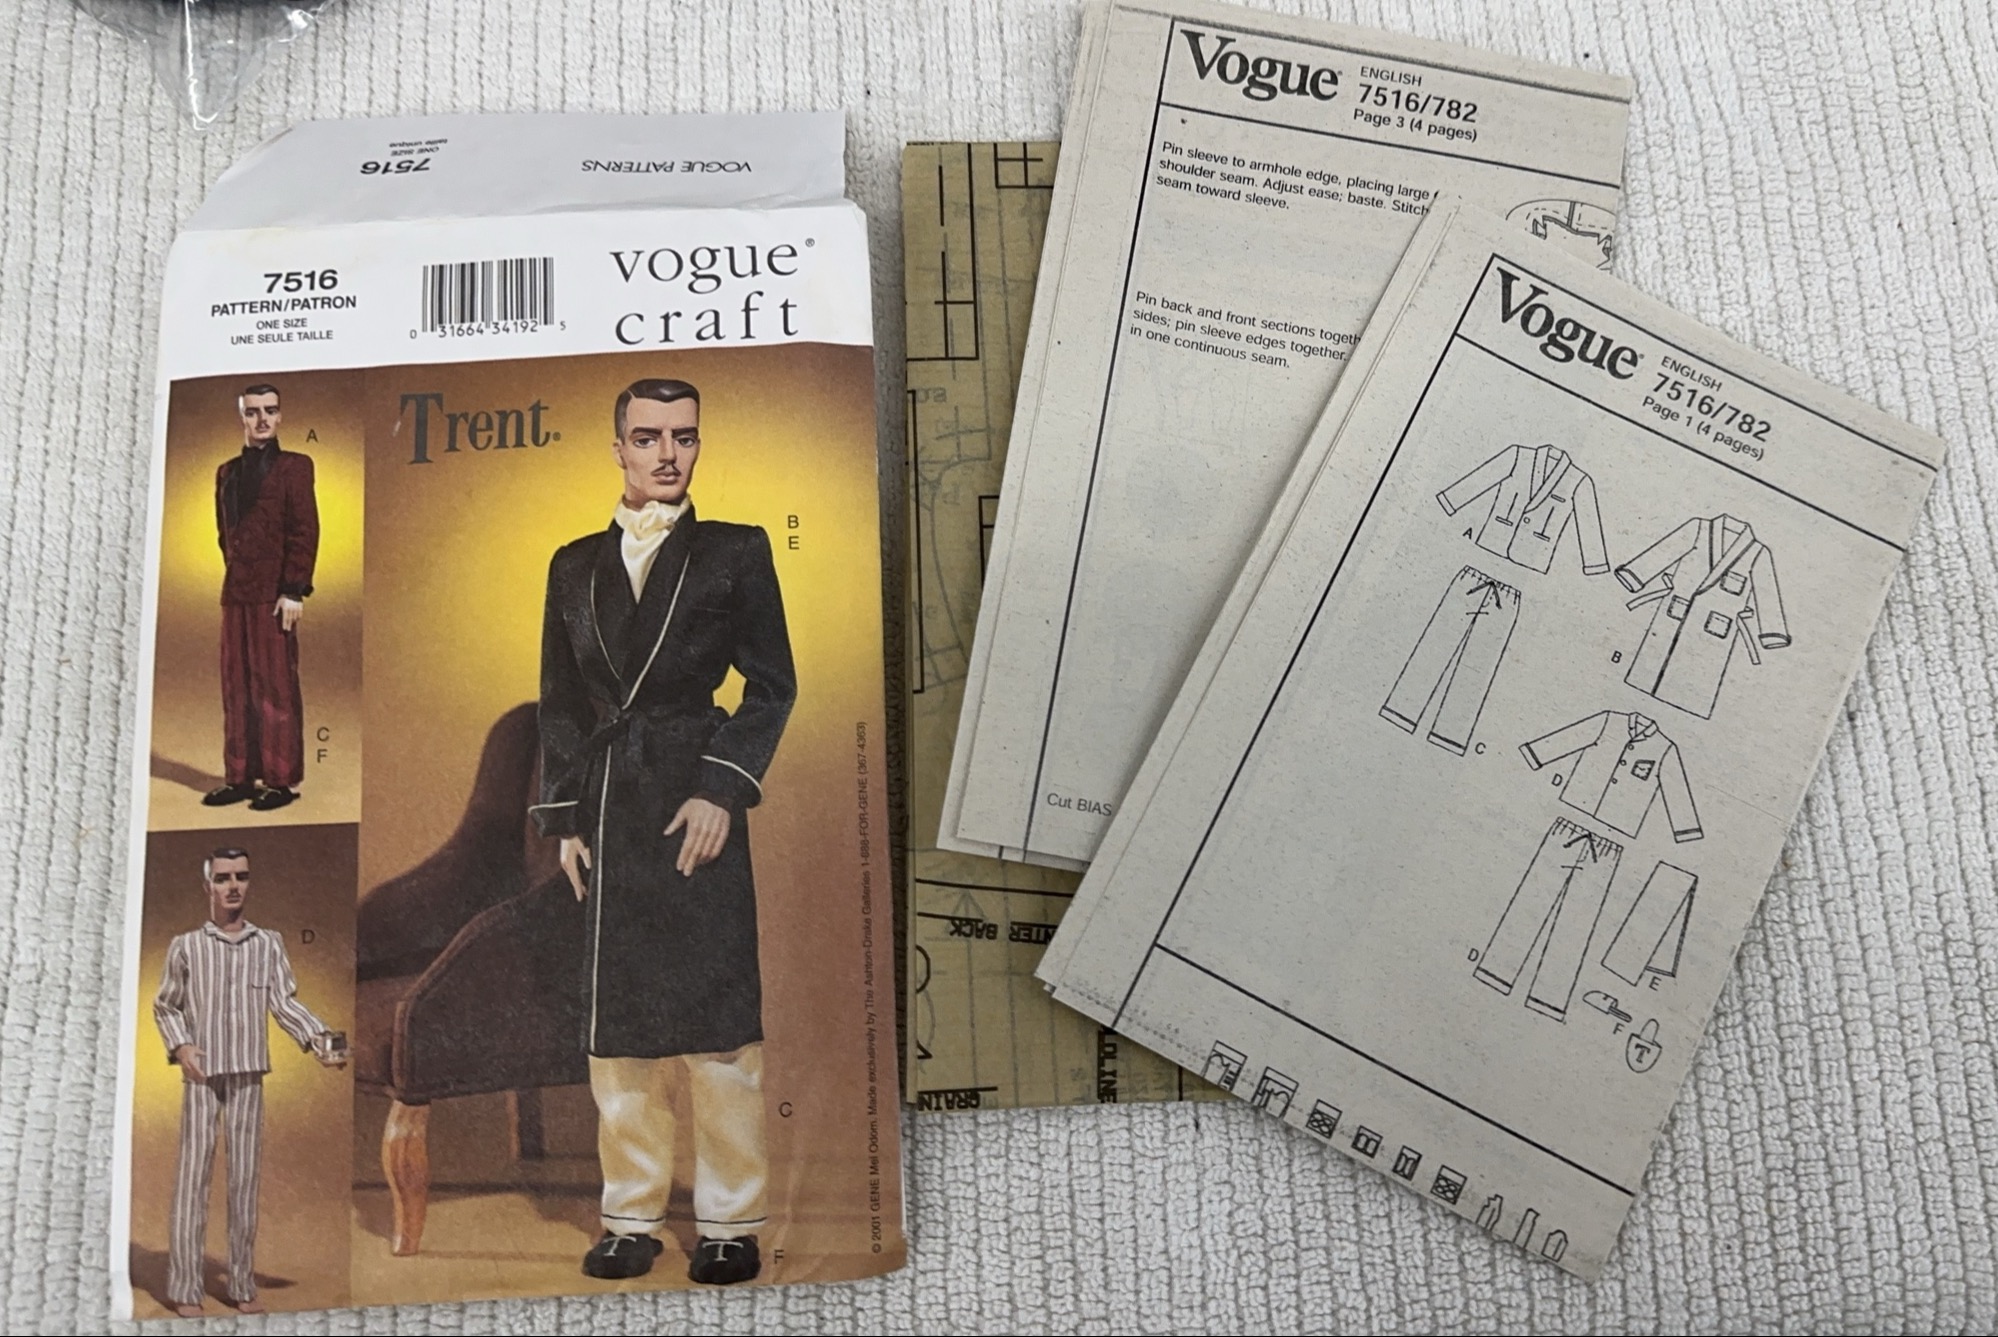 7516
ONE SIZE
taille unique
VOGUE PATTERNS
7516
PATTERN/PATRON
ONE SIZE
UNE SEULE TAILLE
0 31664 34192 5
vogue®
craft
Trent®
A
B
E
C
F
D
C
F
© 2001 GENE Mel Odom. Made exclusively by The Ashton-Drake Galleries 1-888-FOR-GENE (367-4363)
BACK
GRAIN
Vogue®
ENGLISH
7516/782
Page 3 (4 pages)
Pin sleeve to armhole edge, placing large
shoulder seam. Adjust ease; baste. Stitch
seam toward sleeve.
Pin back and front sections togeth
sides; pin sleeve edges together.
in one continuous seam.
Cut BIAS
Vogue®
ENGLISH
7516/782
Page 1 (4 pages)
A
B
C
D
D
E
F
T